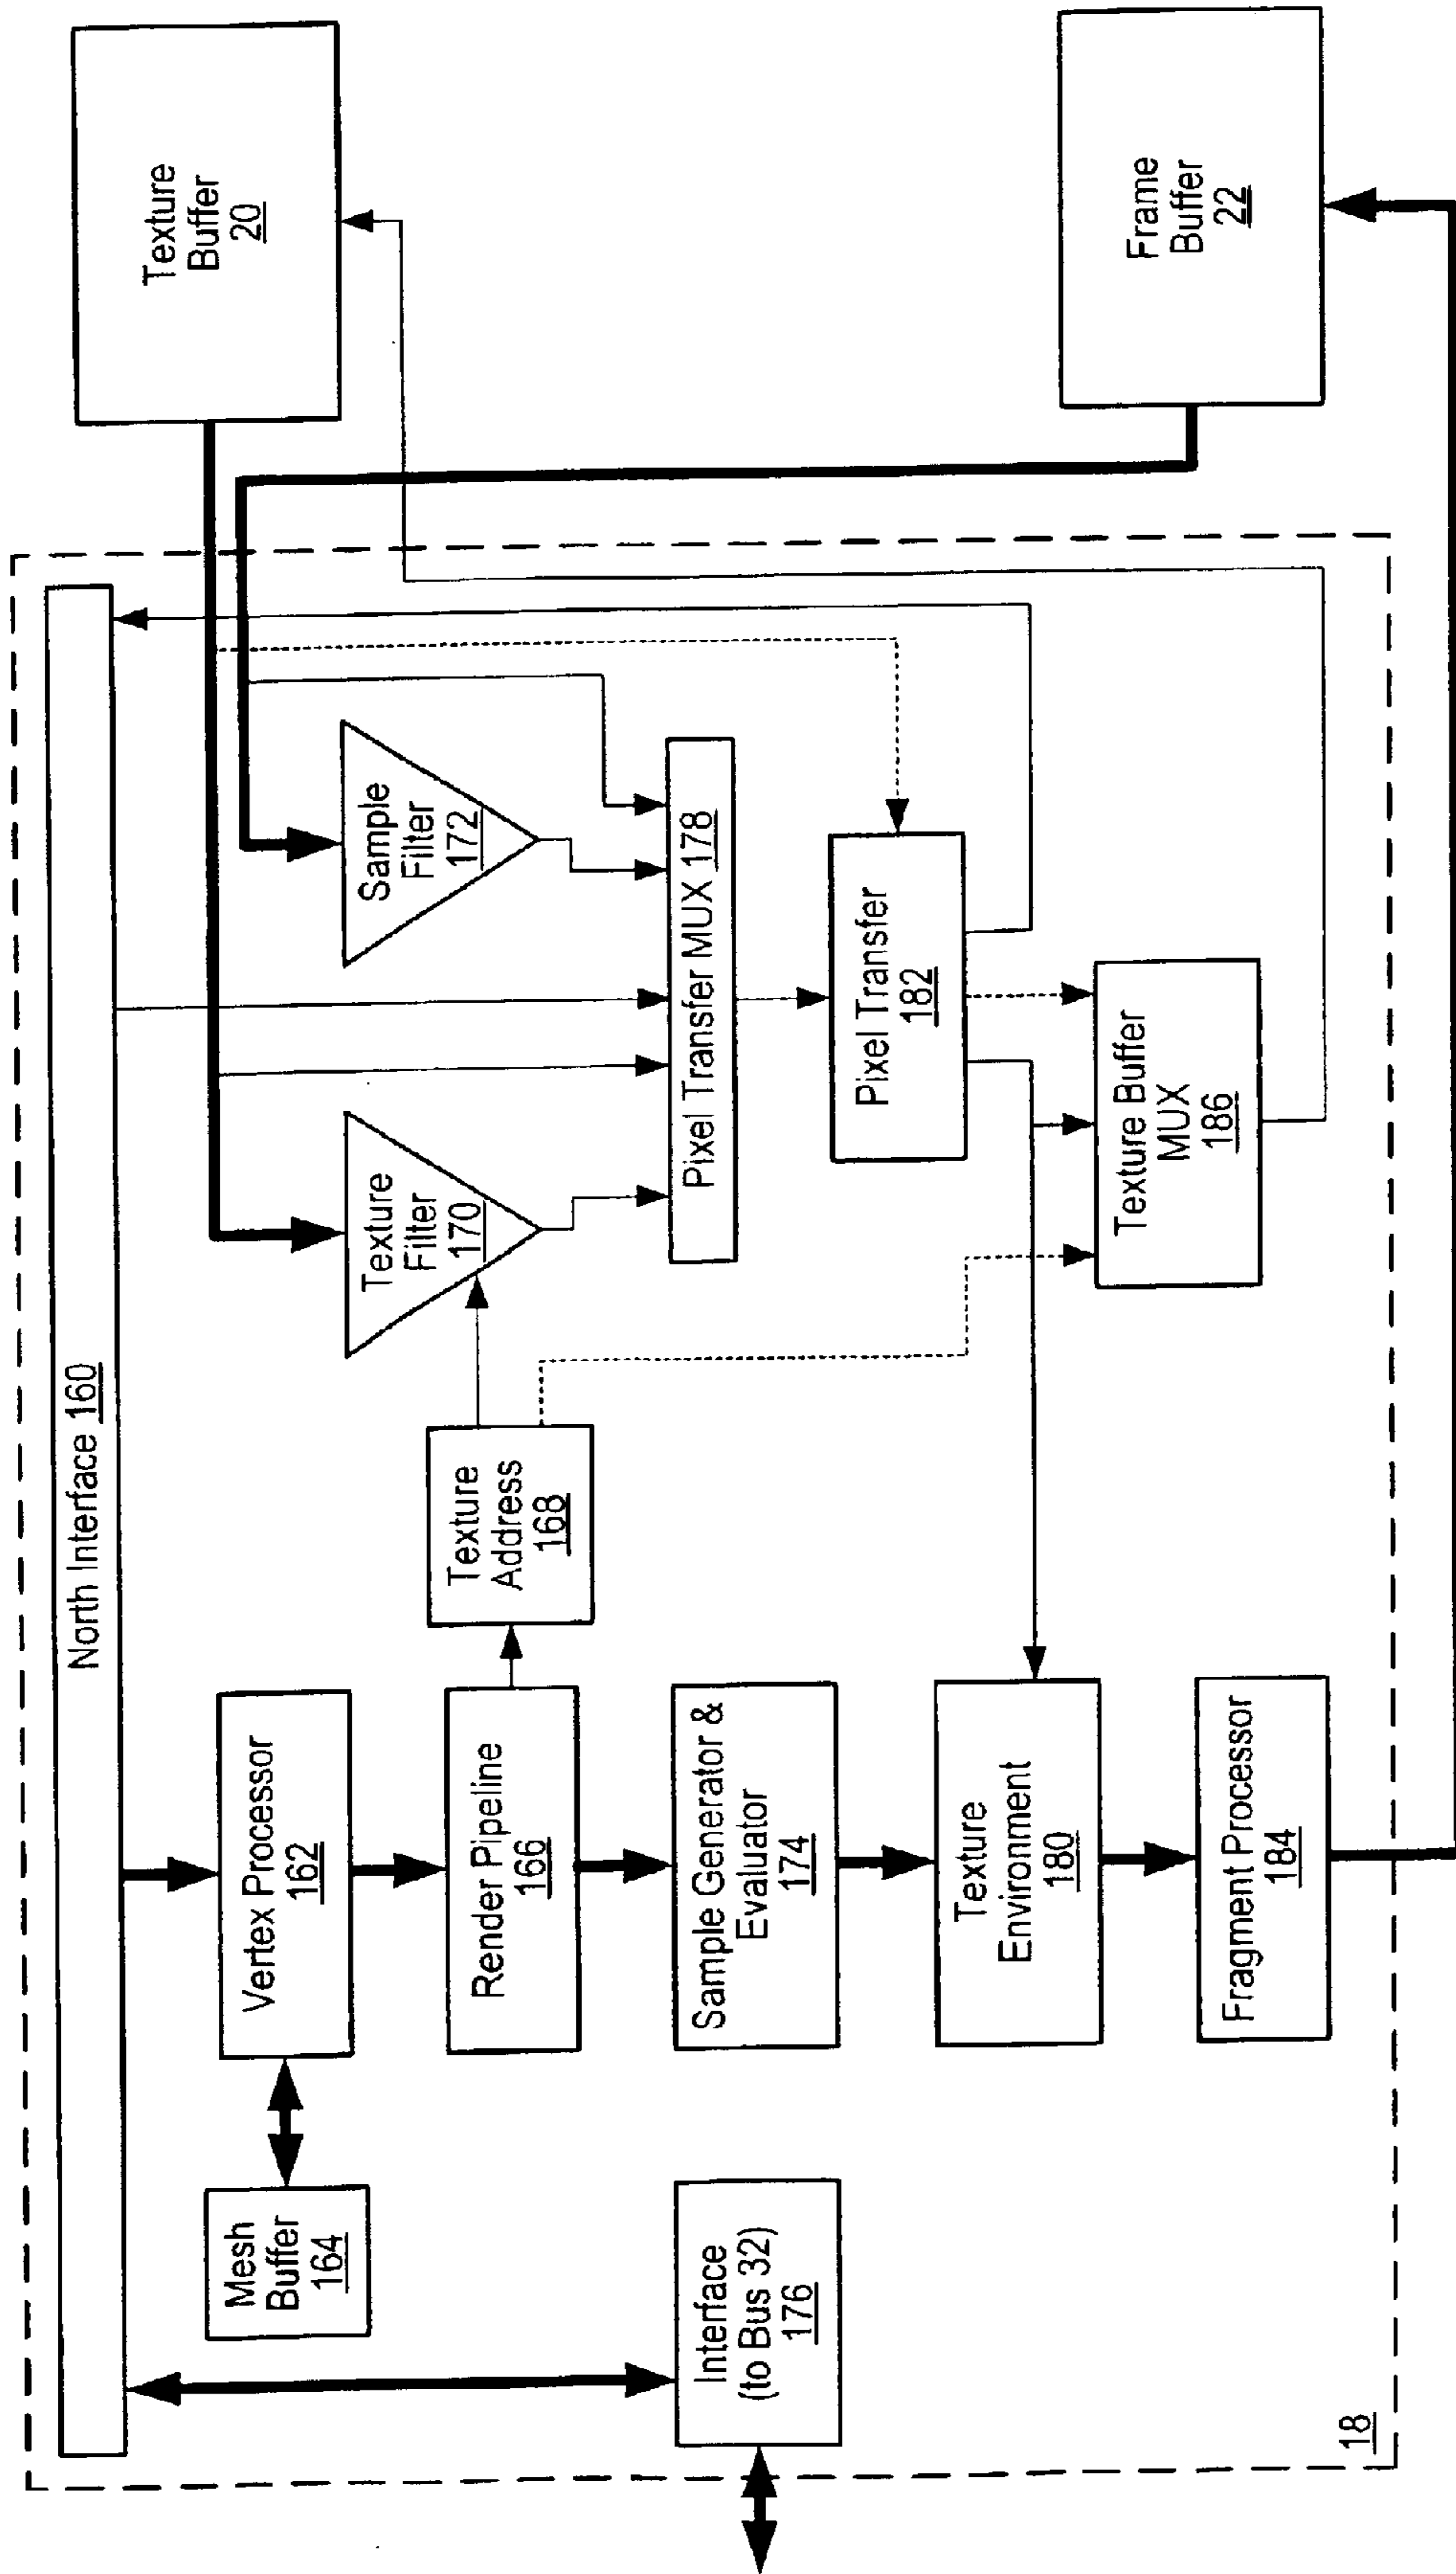 North Interface 160
Mesh
Buffer
164
Vertex Processor
162
Render Pipeline
166
Texture
Address
168
Texture
Filter
170
Sample
Filter
172
Texture
Buffer
20
Interface
(to Bus 32)
176
Sample Generator &
Evaluator
174
Pixel Transfer MUX 178
Texture
Environment
180
Pixel Transfer
182
Fragment Processor
184
Texture Buffer
MUX
186
Frame
Buffer
22
18